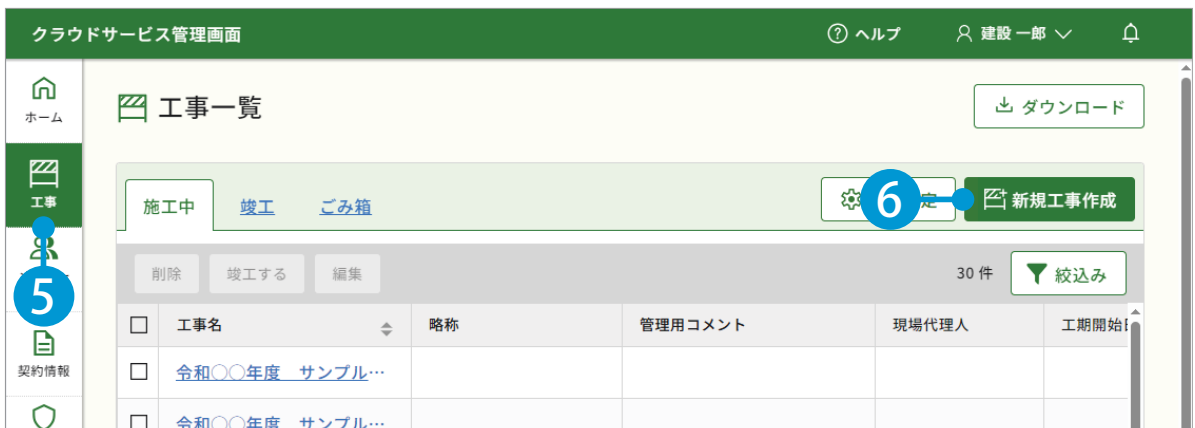 クラウドサービス管理画面 ヘルプ 建設 一郎
ホーム
工事一覧 ダウンロード
工事
施工中 竣工 ごみ箱 定 6 新規工事作成
5
削除 竣工する 編集 30 件 絞込み
工事名 略称 管理用コメント 現場代理人 工期開始
契約情報
令和○○年度 サンプル…
令和○○年度 サンプル…